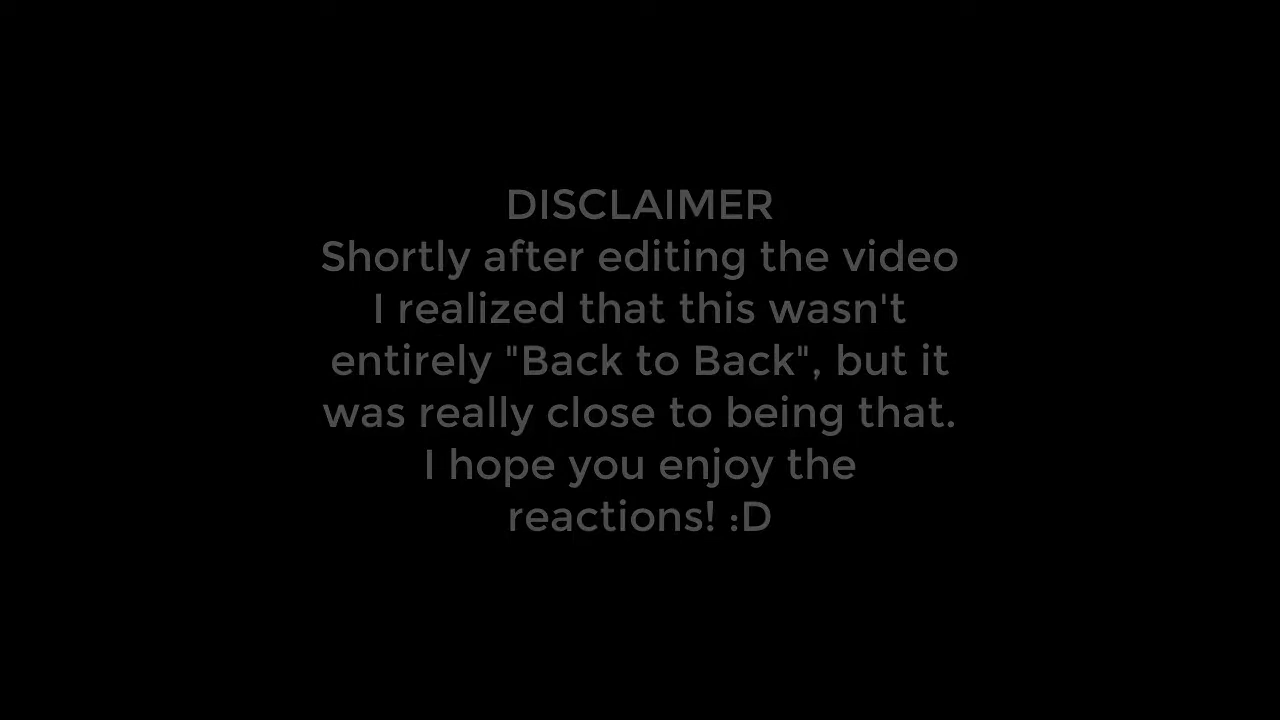 DISCLAIMER
Shortly after editing the video
I realized that this wasn't
entirely "Back to Back", but it
was really close to being that.
I hope you enjoy the
reactions! :D